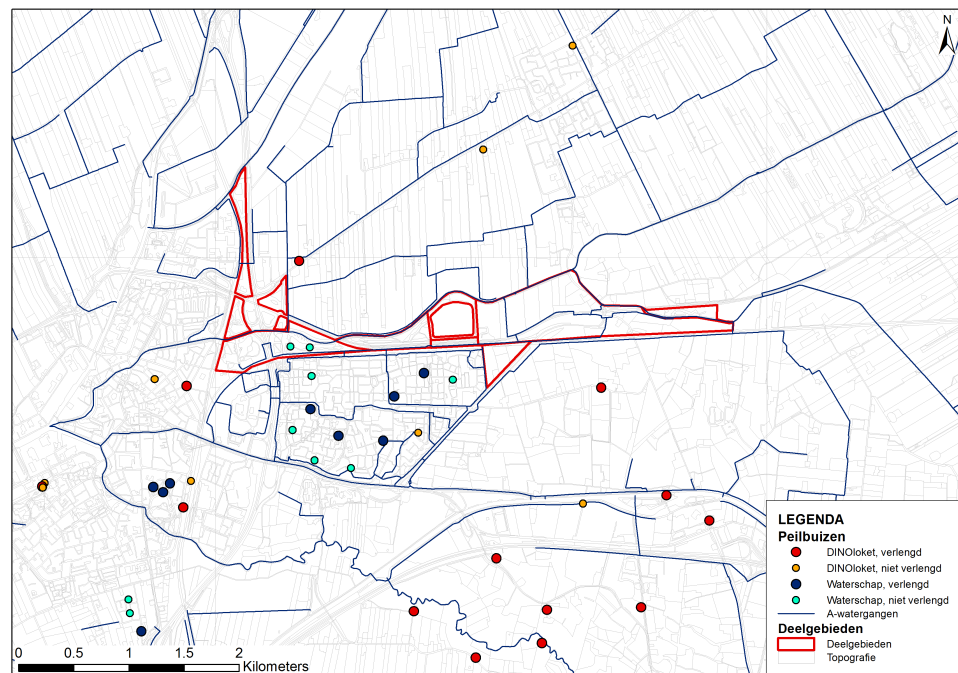 N
LEGENDA
Peilbuizen
DINOloket, verlengd
DINOloket, niet verlengd
Waterschap, verlengd
Waterschap, niet verlengd
A-watergangen
Deelgebieden
Deelgebieden
Topografie
0 0.5 1 1.5 2
Kilometers